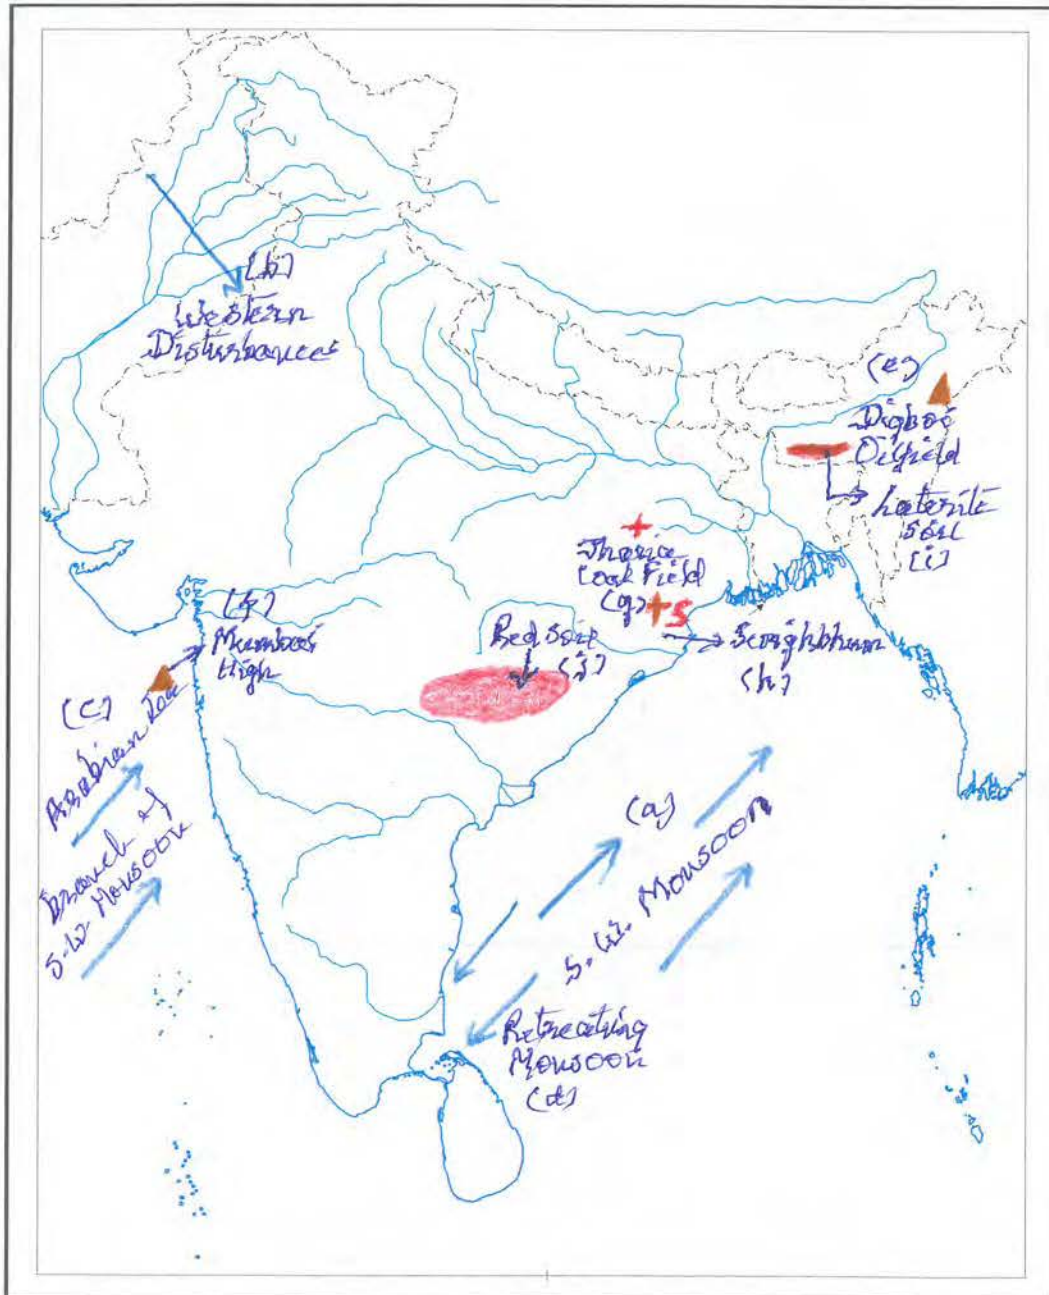 (b)
Western
Disturbances
(e)
Digboi
Oilfield
Laterite
Soil
(i)
Jharia
Coal Field
(g)
S
Singhbhum
(h)
Red Soil
(j)
Mumbai
High
(c)
Arabian Sea
Branch of
S.W Monsoon
(a)
S.W. Monsoon
Retreating
Monsoon
(d)